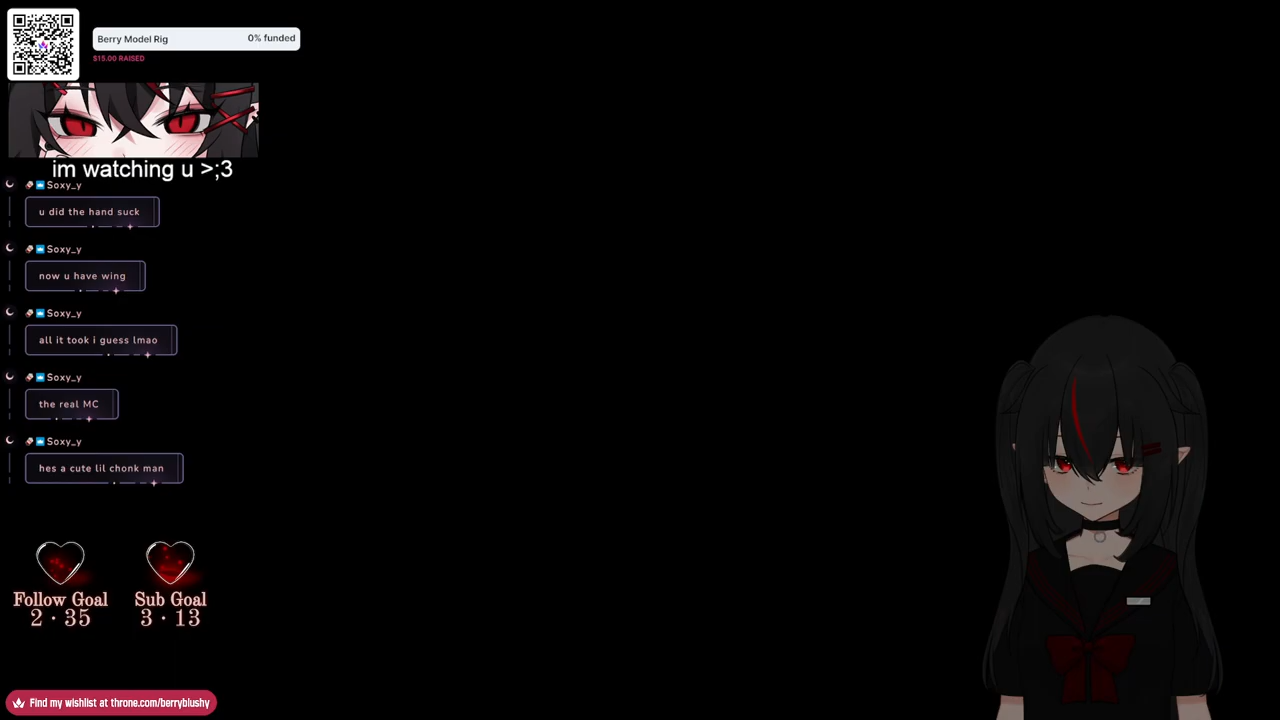 Berry Model Rig 0% funded
$15.00 RAISED
im watching u >;3
Soxy_y
u did the hand suck
Soxy_y
now u have wing
Soxy_y
all it took i guess lmao
Soxy_y
the real MC
Soxy_y
hes a cute lil chonk man
Follow Goal Sub Goal
2 · 35 3 · 13
Find my wishlist at throne.com/berryblushy